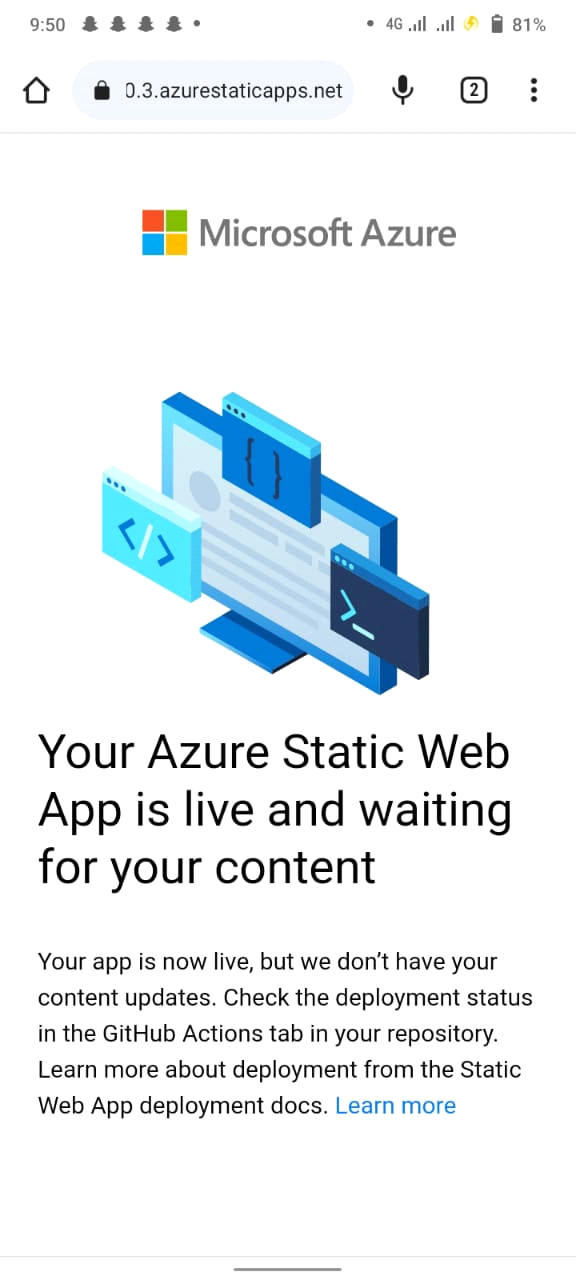 9:50
4G
81%
0.3.azurestaticapps.net
2
Microsoft Azure
{ }
</>
>_
Your Azure Static Web
App is live and waiting
for your content
Your app is now live, but we don’t have your
content updates. Check the deployment status
in the GitHub Actions tab in your repository.
Learn more about deployment from the Static
Web App deployment docs. Learn more